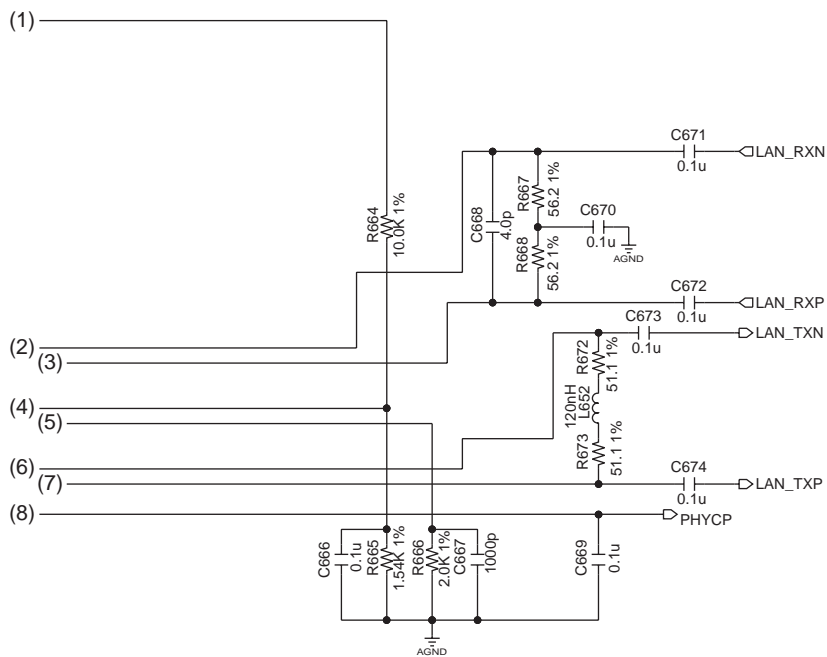 (1)
C671
LAN_RXN
0.1u
R664
10.0K 1%
C668
4.0p
R667
56.2 1%
C670
0.1u
AGND
R668
56.2 1%
C672
LAN_RXP
0.1u
C673
LAN_TXN
0.1u
(2)
(3)
R672
51.1 1%
120nH
L652
(4)
(5)
R673
51.1 1%
(6)
(7)
C674
LAN_TXP
0.1u
(8)
PHYCP
C666
0.1u
R665
1.54K 1%
R666
2.0K 1%
C667
1000p
C669
0.1u
AGND